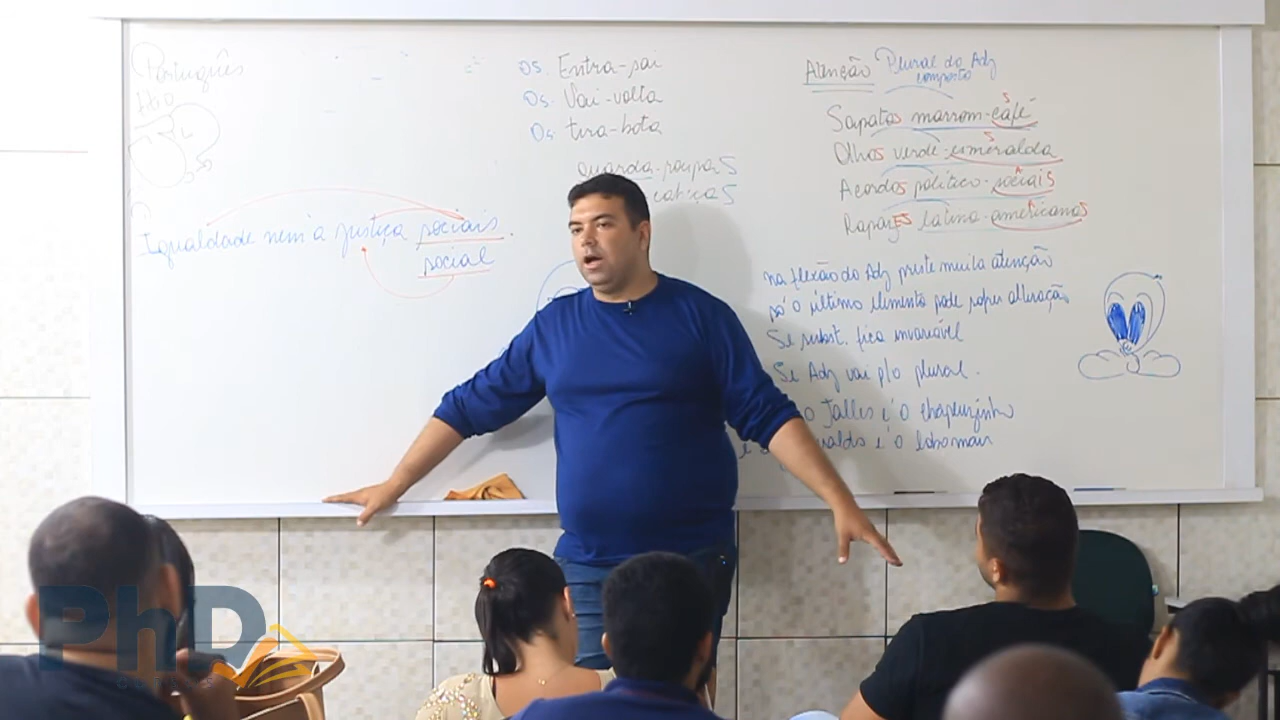 Português
Igualdade nem à justiça sociais.
social
Os. Entra-sai
Os. Vai-volta
Os. tira-bota
guarda-roupas
cabeças
Atenção Plural do Adj composto
Sapatos marrom-café
Olhos verde-esmeralda
Acordos político-sociais
Rapazes latino-americanos
na flexão do Adj preste muita atenção
só o último elemento pode sofrer alteração
Se subst. fica invariável
Se Adj vai p/o plural.
Talles é o chapeuzinho
é o lobo mau
PhD